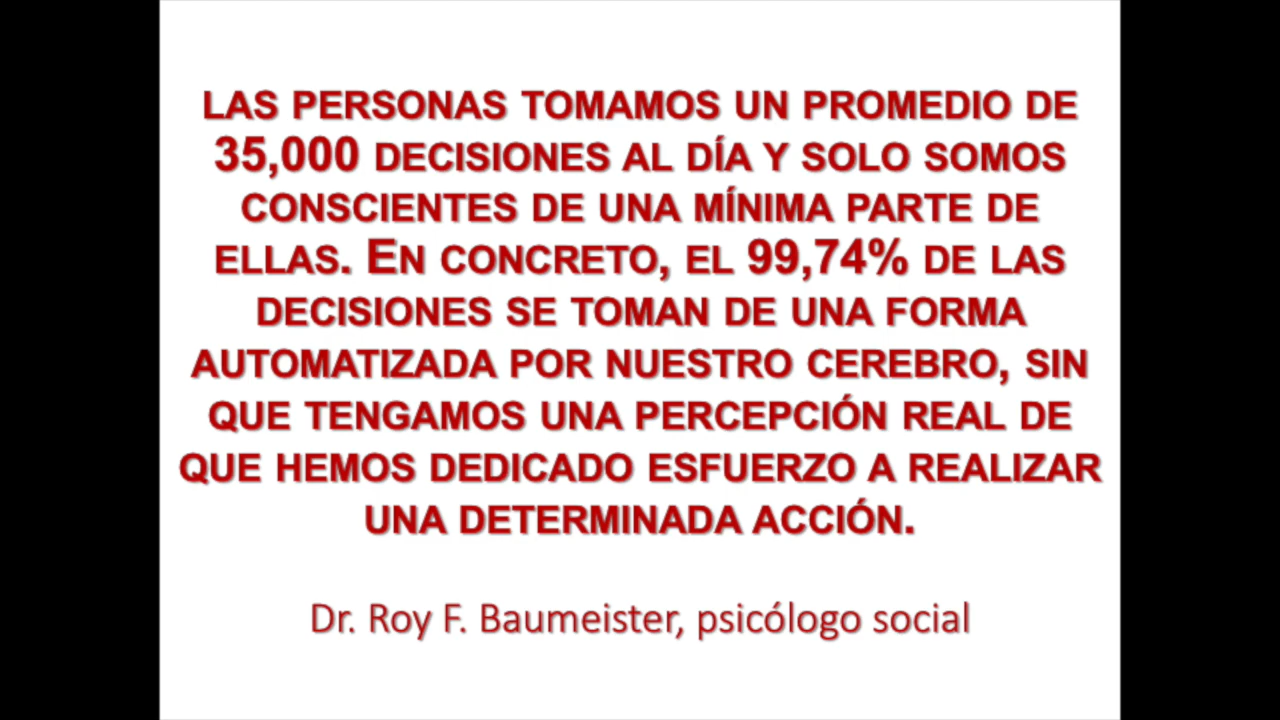 LAS PERSONAS TOMAMOS UN PROMEDIO DE
35,000 DECISIONES AL DÍA Y SOLO SOMOS
CONSCIENTES DE UNA MÍNIMA PARTE DE
ELLAS. EN CONCRETO, EL 99,74% DE LAS
DECISIONES SE TOMAN DE UNA FORMA
AUTOMATIZADA POR NUESTRO CEREBRO, SIN
QUE TENGAMOS UNA PERCEPCIÓN REAL DE
QUE HEMOS DEDICADO ESFUERZO A REALIZAR
UNA DETERMINADA ACCIÓN.
Dr. Roy F. Baumeister, psicólogo social